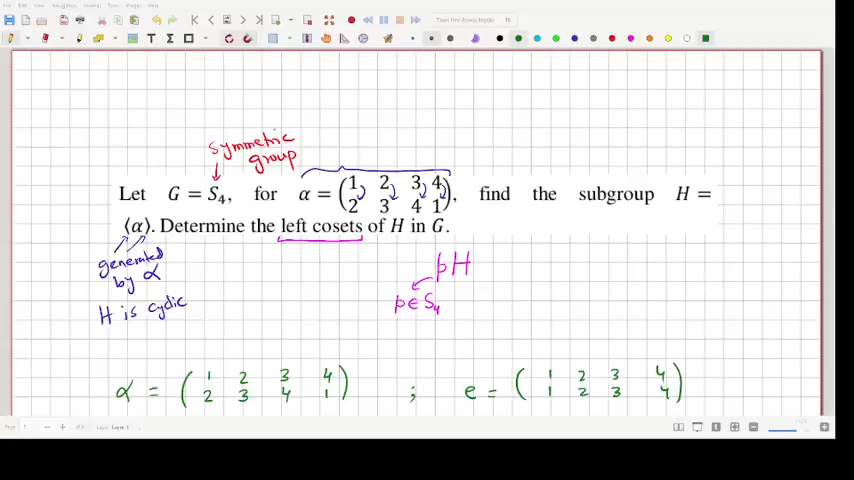 symmetric
group
Let G = S₄, for α = (1 2 3 4
2 3 4 1), find the subgroup H =
⟨α⟩. Determine the left cosets of H in G.
generated
by α
H is cyclic
pH
p∈S₄
α = (1 2 3 4
2 3 4 1) ; e = (1 2 3 4
1 2 3 4)
Layer 1